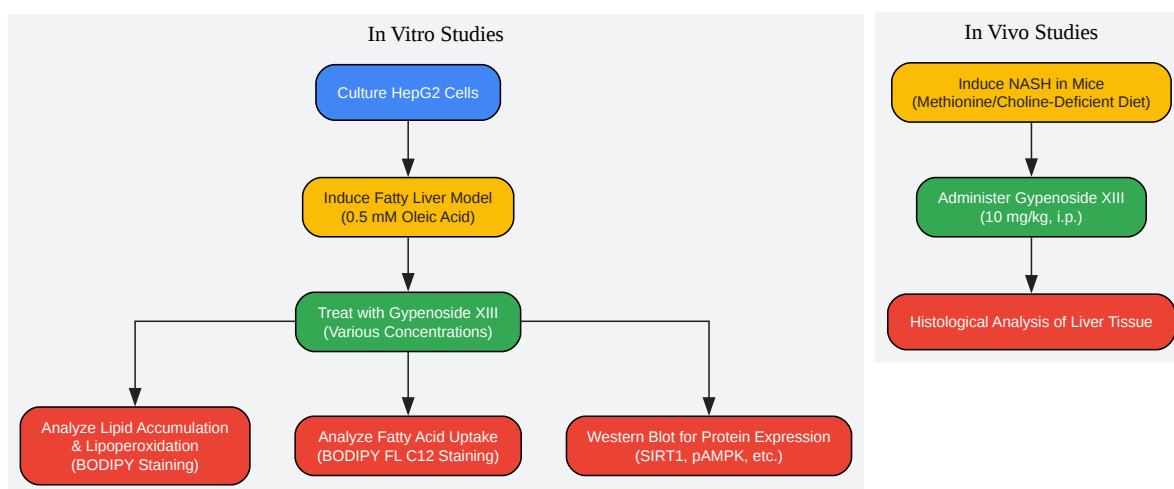 In Vitro Studies
Culture HepG2 Cells
Induce Fatty Liver Model
(0.5 mM Oleic Acid)
Treat with Gypenoside XIII
(Various Concentrations)
Analyze Lipid Accumulation
& Lipoperoxidation
(BODIPY Staining)
Analyze Fatty Acid Uptake
(BODIPY FL C12 Staining)
Western Blot for Protein Expression
(SIRT1, pAMPK, etc.)
In Vivo Studies
Induce NASH in Mice
(Methionine/Choline-Deficient Diet)
Administer Gypenoside XIII
(10 mg/kg, i.p.)
Histological Analysis of Liver Tissue